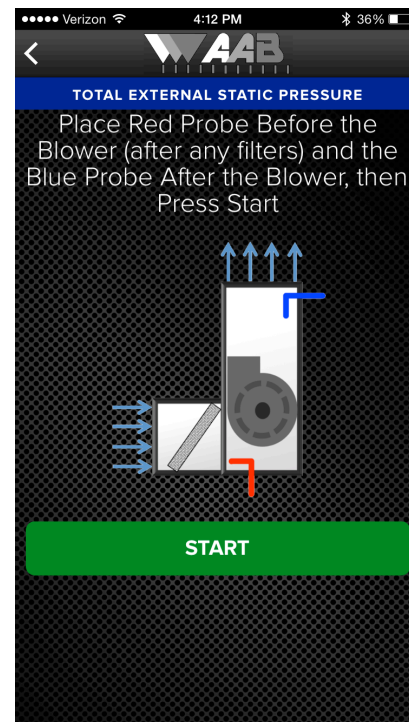 Verizon 4:12 PM 36%
AAB
TOTAL EXTERNAL STATIC PRESSURE
Place Red Probe Before the
Blower (after any filters) and the
Blue Probe After the Blower, then
Press Start
START